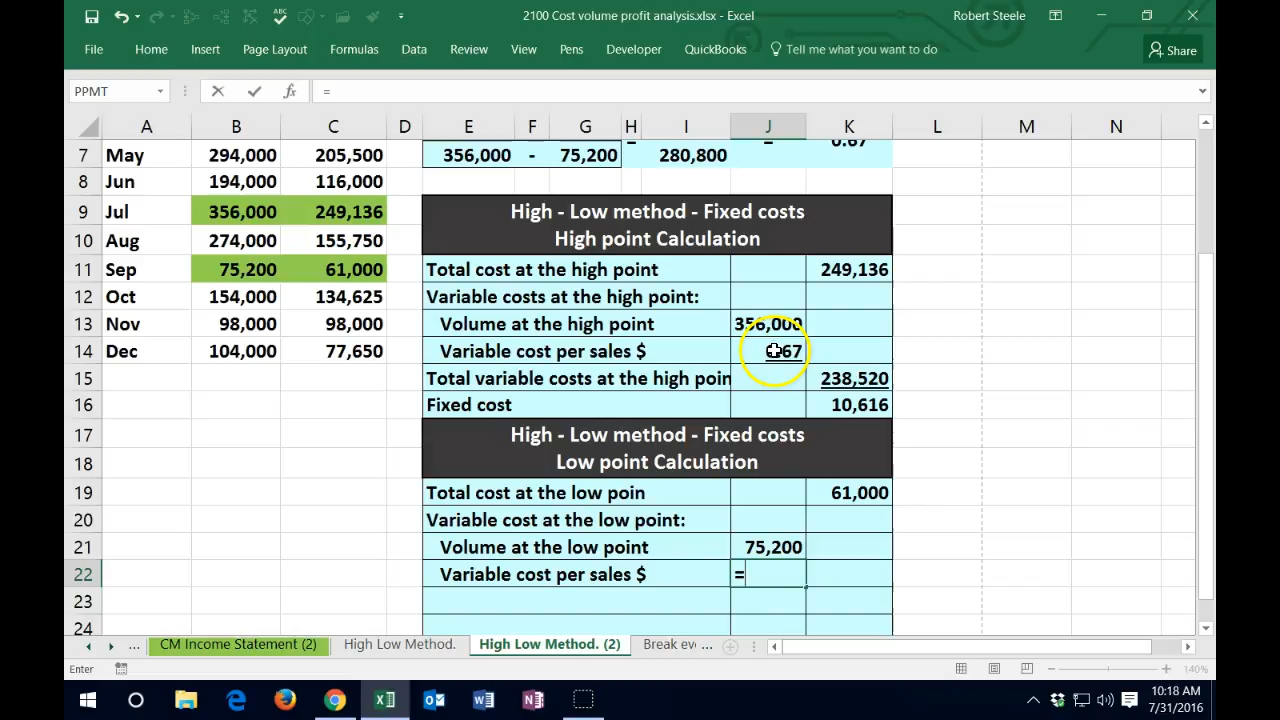 2100 Cost volume profit analysis.xlsx - Excel
Robert Steele
File Home Insert Page Layout Formulas Data Review View Pens Developer QuickBooks Tell me what you want to do Share
PPMT =
A B C D E F G H I J K L M N
7 May 294,000 205,500 356,000 - 75,200 = 280,800 = 0.67
8 Jun 194,000 116,000
9 Jul 356,000 249,136 High - Low method - Fixed costs
10 Aug 274,000 155,750 High point Calculation
11 Sep 75,200 61,000 Total cost at the high point 249,136
12 Oct 154,000 134,625 Variable costs at the high point:
13 Nov 98,000 98,000 Volume at the high point 356,000
14 Dec 104,000 77,650 Variable cost per sales $ 67
15 Total variable costs at the high poin 238,520
16 Fixed cost 10,616
17 High - Low method - Fixed costs
18 Low point Calculation
19 Total cost at the low poin 61,000
20 Variable cost at the low point:
21 Volume at the low point 75,200
22 Variable cost per sales $ =
23
24
... CM Income Statement (2) High Low Method. High Low Method. (2) Break eve ...
Enter 140%
10:18 AM
7/31/2016